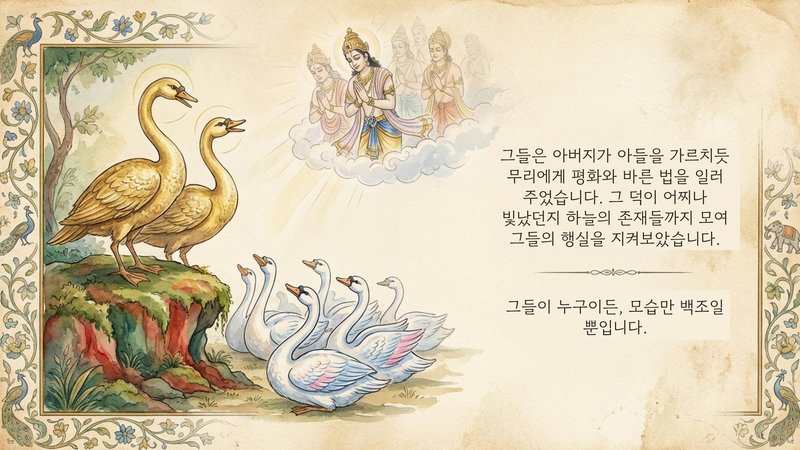 그들은 아버지가 아들을 가르치듯
무리에게 평화와 바른 법을 일러
주었습니다. 그 덕이 어찌나
빛났던지 하늘의 존재들까지 모여
그들의 행실을 지켜보았습니다.
그들이 누구이든, 모습만 백조일
뿐입니다.